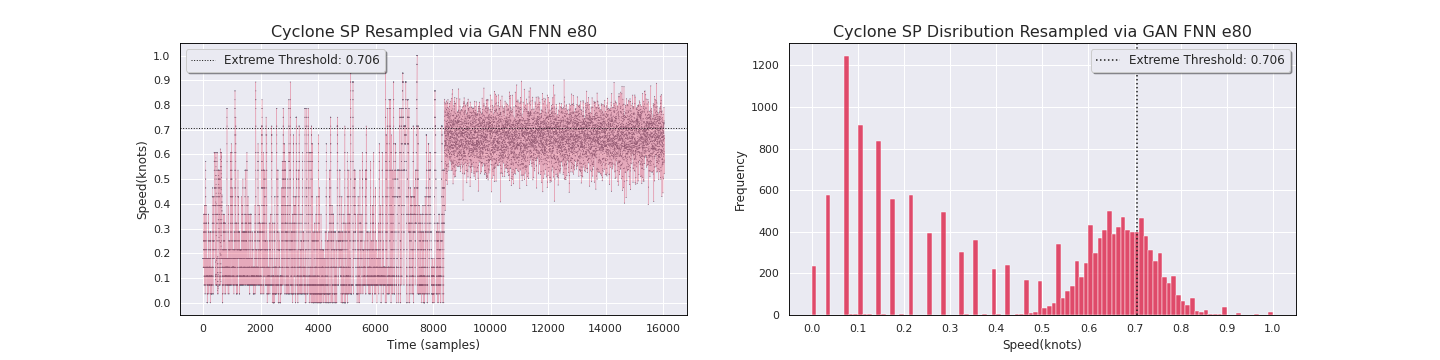 Cyclone SP Resampled via GAN FNN e80
Extreme Threshold: 0.706
1.0
0.9
0.8
0.7
0.6
0.5
0.4
0.3
0.2
0.1
0.0
Speed(knots)
0 2000 4000 6000 8000 10000 12000 14000 16000
Time (samples)
Cyclone SP Disribution Resampled via GAN FNN e80
Extreme Threshold: 0.706
1200
1000
800
600
400
200
0
Frequency
0.0 0.1 0.2 0.3 0.4 0.5 0.6 0.7 0.8 0.9 1.0
Speed(knots)